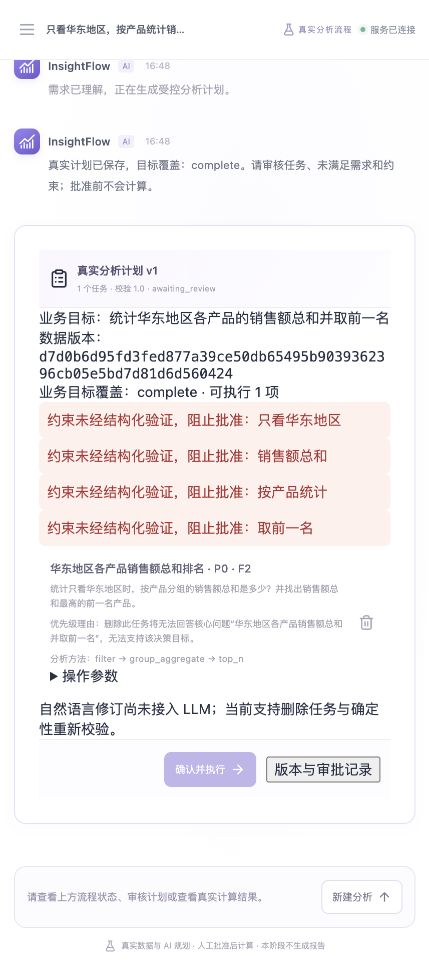 只看华东地区，按产品统计销...
真实分析流程 服务已连接
InsightFlow AI 16:48
需求已理解，正在生成受控分析计划。
InsightFlow AI 16:48
真实计划已保存，目标覆盖：complete。请审核任务、未满足需求和约
束；批准前不会计算。
真实分析计划 v1
1 个任务 · 校验 1.0 · awaiting_review
业务目标：统计华东地区各产品的销售额总和并取前一名
数据版本：
d7d0b6d95fd3fed877a39ce50db65495b90393623
96cb05e5bd7d81d6d560424
业务目标覆盖：complete · 可执行 1 项
约束未经结构化验证，阻止批准：只看华东地区
约束未经结构化验证，阻止批准：销售额总和
约束未经结构化验证，阻止批准：按产品统计
约束未经结构化验证，阻止批准：取前一名
华东地区各产品销售额总和排名 · P0 · F2
统计只看华东地区时，按产品分组的销售额总和是多少？并找出销售额
总和最高的前一名产品。
优先级理由：删除此任务将无法回答核心问题“华东地区各产品销售额总和
并取前一名”，无法支持该决策目标。
分析方法：filter → group_aggregate → top_n
▶ 操作参数
自然语言修订尚未接入 LLM；当前支持删除任务与确定
性重新校验。
确认并执行 →
版本与审批记录
请查看上方流程状态、审核计划或查看真实计算结果。
新建分析 ↑
真实数据与 AI 规划 · 人工批准后计算 · 本阶段不生成报告